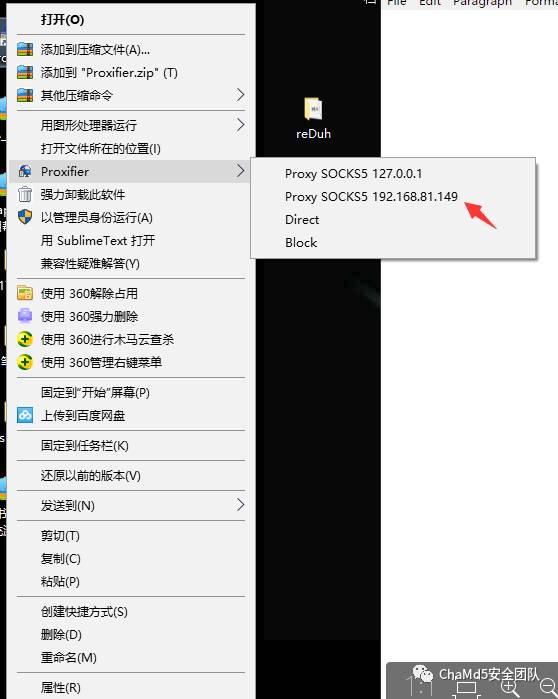 File Edit Paragraph
打开(O)
添加到压缩文件(A)...
添加到 "Proxifier.zip" (T)
其他压缩命令
用图形处理器运行
打开文件所在的位置(I)
Proxifier
强力卸载此软件
以管理员身份运行(A)
用 SublimeText 打开
兼容性疑难解答(Y)
使用 360解除占用
使用 360强力删除
使用 360进行木马云查杀
使用 360管理右键菜单
固定到"开始"屏幕(P)
上传到百度网盘
固定到任务栏(K)
还原以前的版本(V)
发送到(N)
剪切(T)
复制(C)
粘贴(P)
创建快捷方式(S)
删除(D)
重命名(M)
属性(R)
reDuh
Proxy SOCKS5 127.0.0.1
Proxy SOCKS5 192.168.81.149
Direct
Block
ChaMd5安全团队